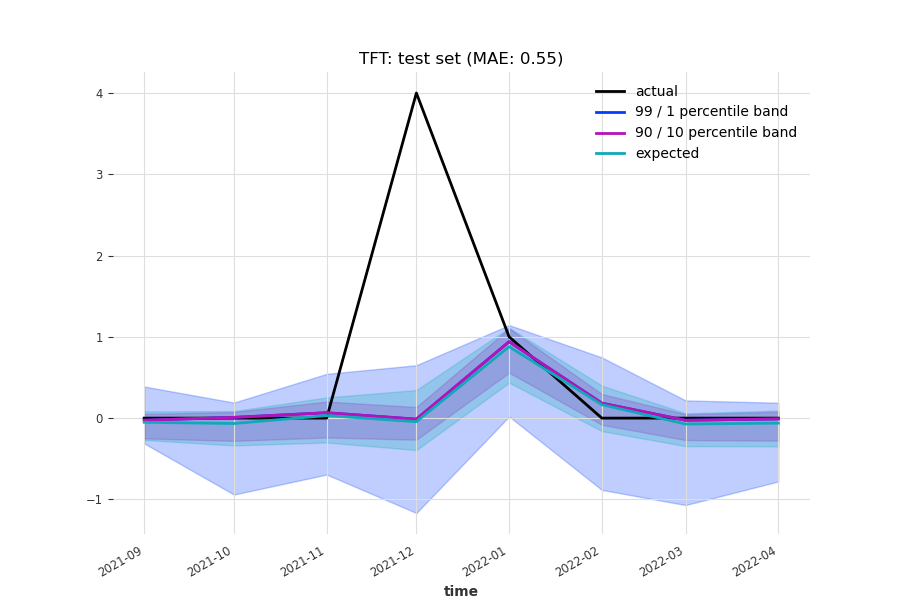 TFT: test set (MAE: 0.55)
actual
99 / 1 percentile band
90 / 10 percentile band
expected
4
3
2
1
0
−1
2021-09
2021-10
2021-11
2021-12
2022-01
2022-02
2022-03
2022-04
time